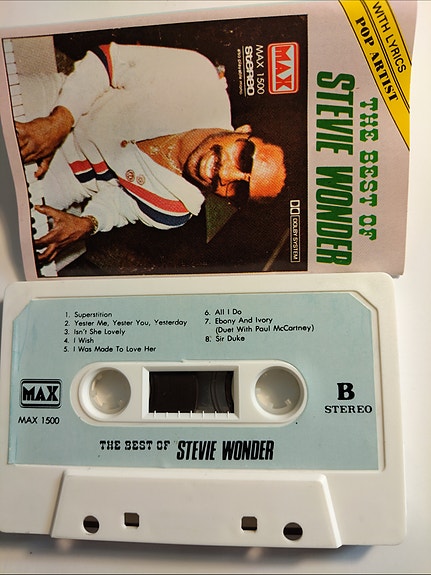 WITH LYRICS
POP ARTIST
THE BEST OF
STEVIE WONDER
MAX
MAX 1500
STEREO
DOLBY SYSTEM
1. Superstition
2. Yester Me, Yester You, Yesterday
3. Isn't She Lovely
4. I Wish
5. I Was Made To Love Her
6. All I Do
7. Ebony And Ivory
(Duet With Paul McCartney)
8. Sir Duke
MAX
MAX 1500
B
STEREO
THE BEST OF STEVIE WONDER